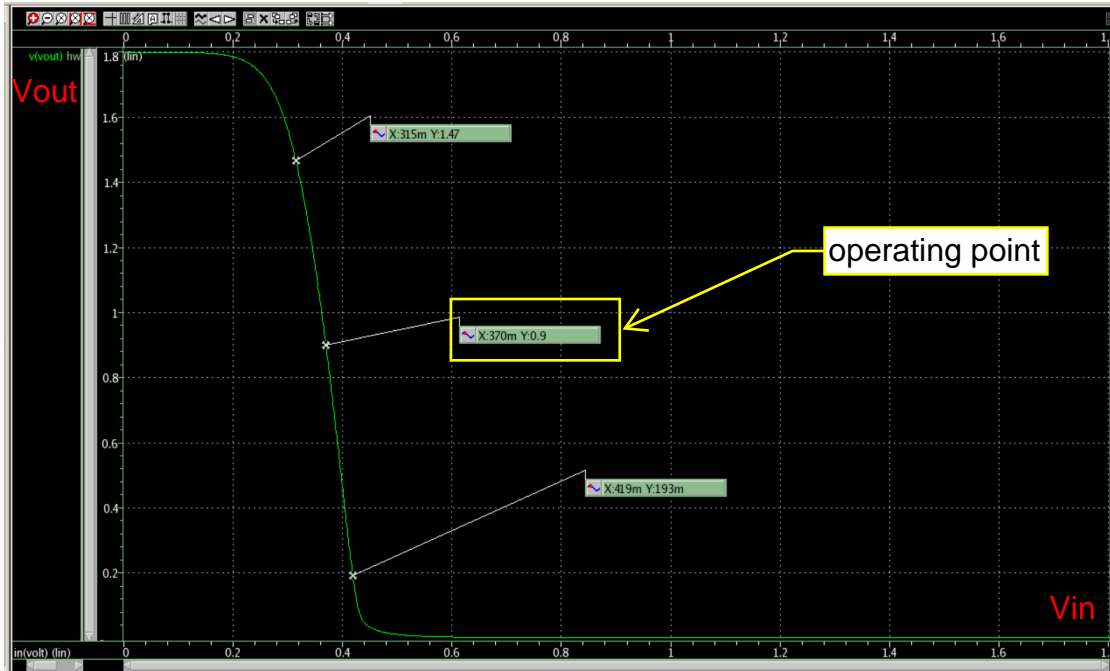 0 0.2 0.4 0.6 0.8 1 1.2 1.4 1.6 1.
v(vout) hw 1.8 (lin)
Vout
1.6
X:315m Y:1.47
1.4
1.2
operating point
1
X:370m Y:0.9
0.8
0.6
X:419m Y:193m
0.4
0.2
Vin
in(volt) (lin) 0 0.2 0.4 0.6 0.8 1 1.2 1.4 1.6 1.